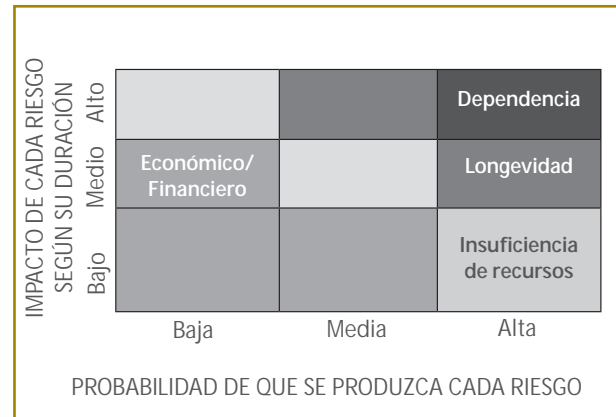 IMPACTO DE CADA RIESGO
SEGÚN SU DURACIÓN
Alto
Medio
Bajo
Dependencia
Económico/
Financiero
Longevidad
Insuficiencia
de recursos
Baja
Media
Alta
PROBABILIDAD DE QUE SE PRODUZCA CADA RIESGO